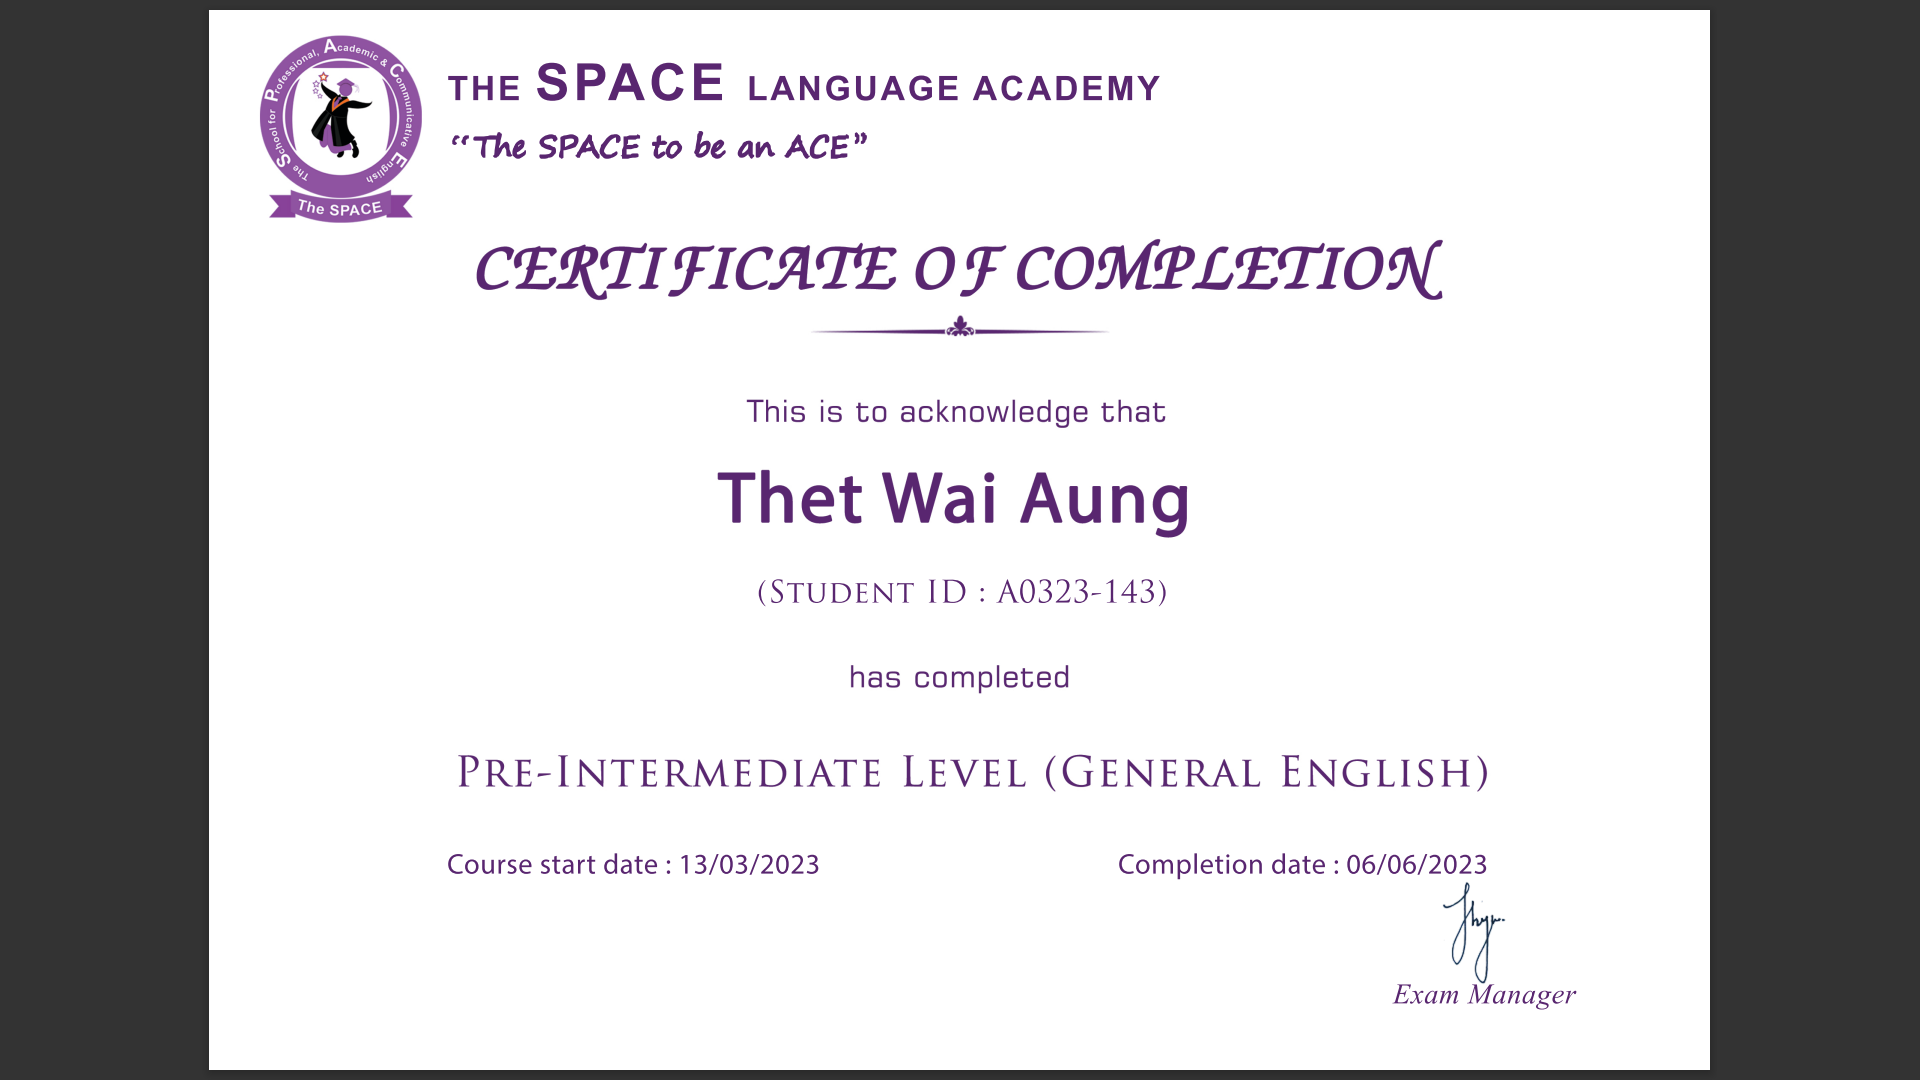 The School for Professional, Academic & Communicative English
The SPACE
THE SPACE LANGUAGE ACADEMY
“The SPACE to be an ACE”
CERTIFICATE OF COMPLETION
This is to acknowledge that
Thet Wai Aung
(Student ID : A0323-143)
has completed
Pre-Intermediate Level (General English)
Course start date : 13/03/2023
Completion date : 06/06/2023
Exam Manager